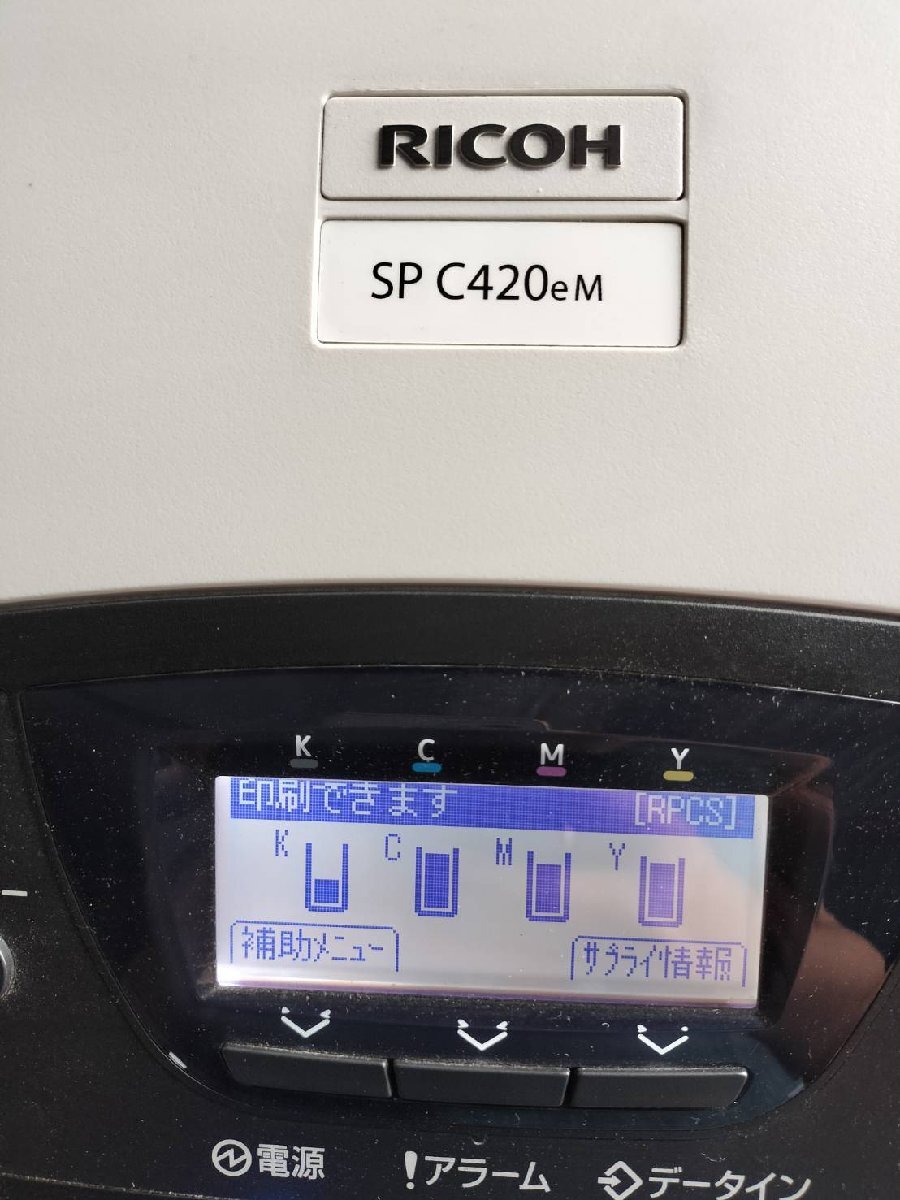 RICOH
SP C420eM
K C M Y
印刷できます [RPCS]
K C M Y
補助メニュー サプライ情報
電源 !アラーム データイン